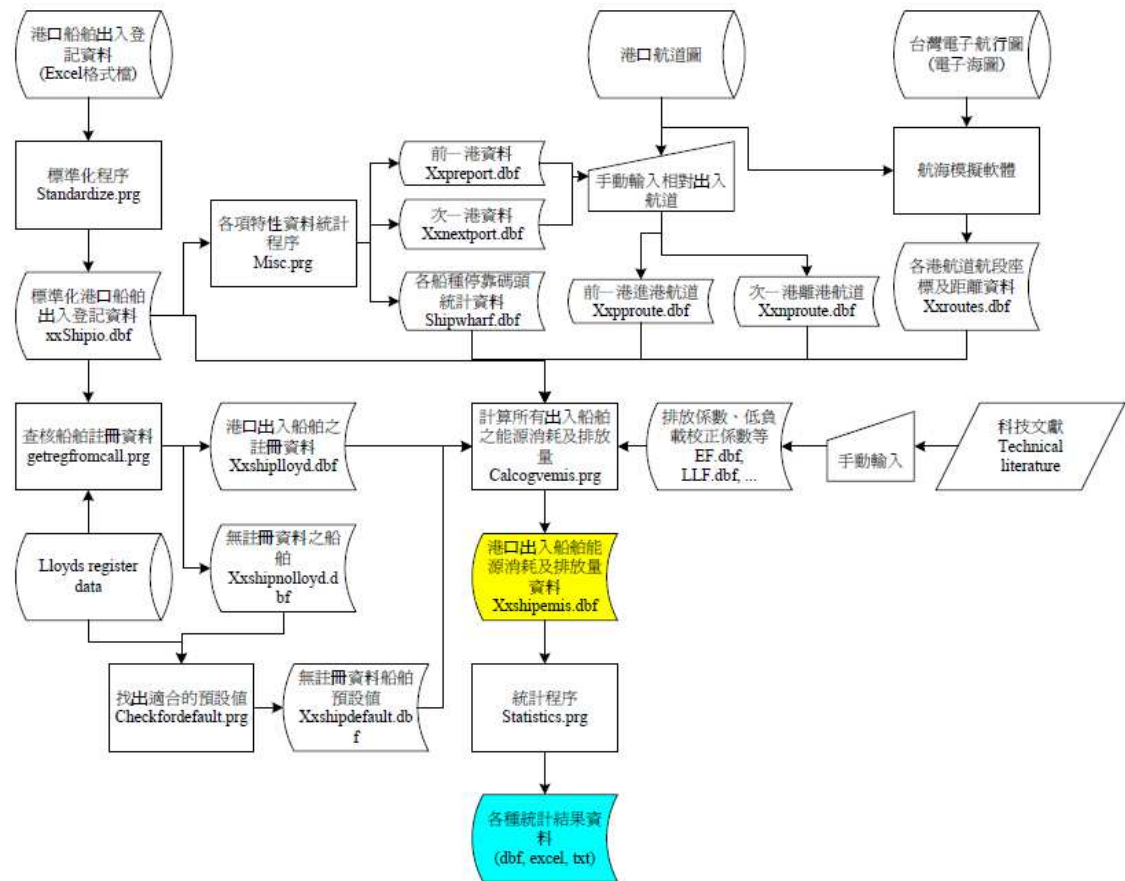 港口船舶出入登
記資料
(Excel格式檔)
港口航道圖
台灣電子航行圖
(電子海圖)
標準化程序
Standardize.prg
前一港資料
Xxpreport.dbf
手動輸入相對出入
航道
航海模擬軟體
各項特性資料統計
程序
Misc.prg
次一港資料
Xxnextport.dbf
標準化港口船舶
出入登記資料
xxShipio.dbf
各船種停靠碼頭
統計資料
Shipwharf.dbf
前一港進港航道
Xxpproute.dbf
次一港離港航道
Xxnproute.dbf
各港航道航段座
標及距離資料
Xxroutes.dbf
查核船舶註冊資料
getregfromcall.prg
港口出入船舶之
註冊資料
Xxshiplloyd.dbf
計算所有出入船舶
之能源消耗及排放
量
Calcogvemis.prg
排放係數、低負
載校正係數等
EF.dbf,
LLF.dbf, ...
手動輸入
科技文獻
Technical
literature
Lloyds register
data
無註冊資料之船
舶
Xxshipnolloyd.d
bf
港口出入船舶能
源消耗及排放量
資料
Xxshipemis.dbf
找出適合的預設值
Checkfordefault.prg
無註冊資料船舶
預設值
Xxshipdefault.db
f
統計程序
Statistics.prg
各種統計結果資
料
(dbf, excel, txt)